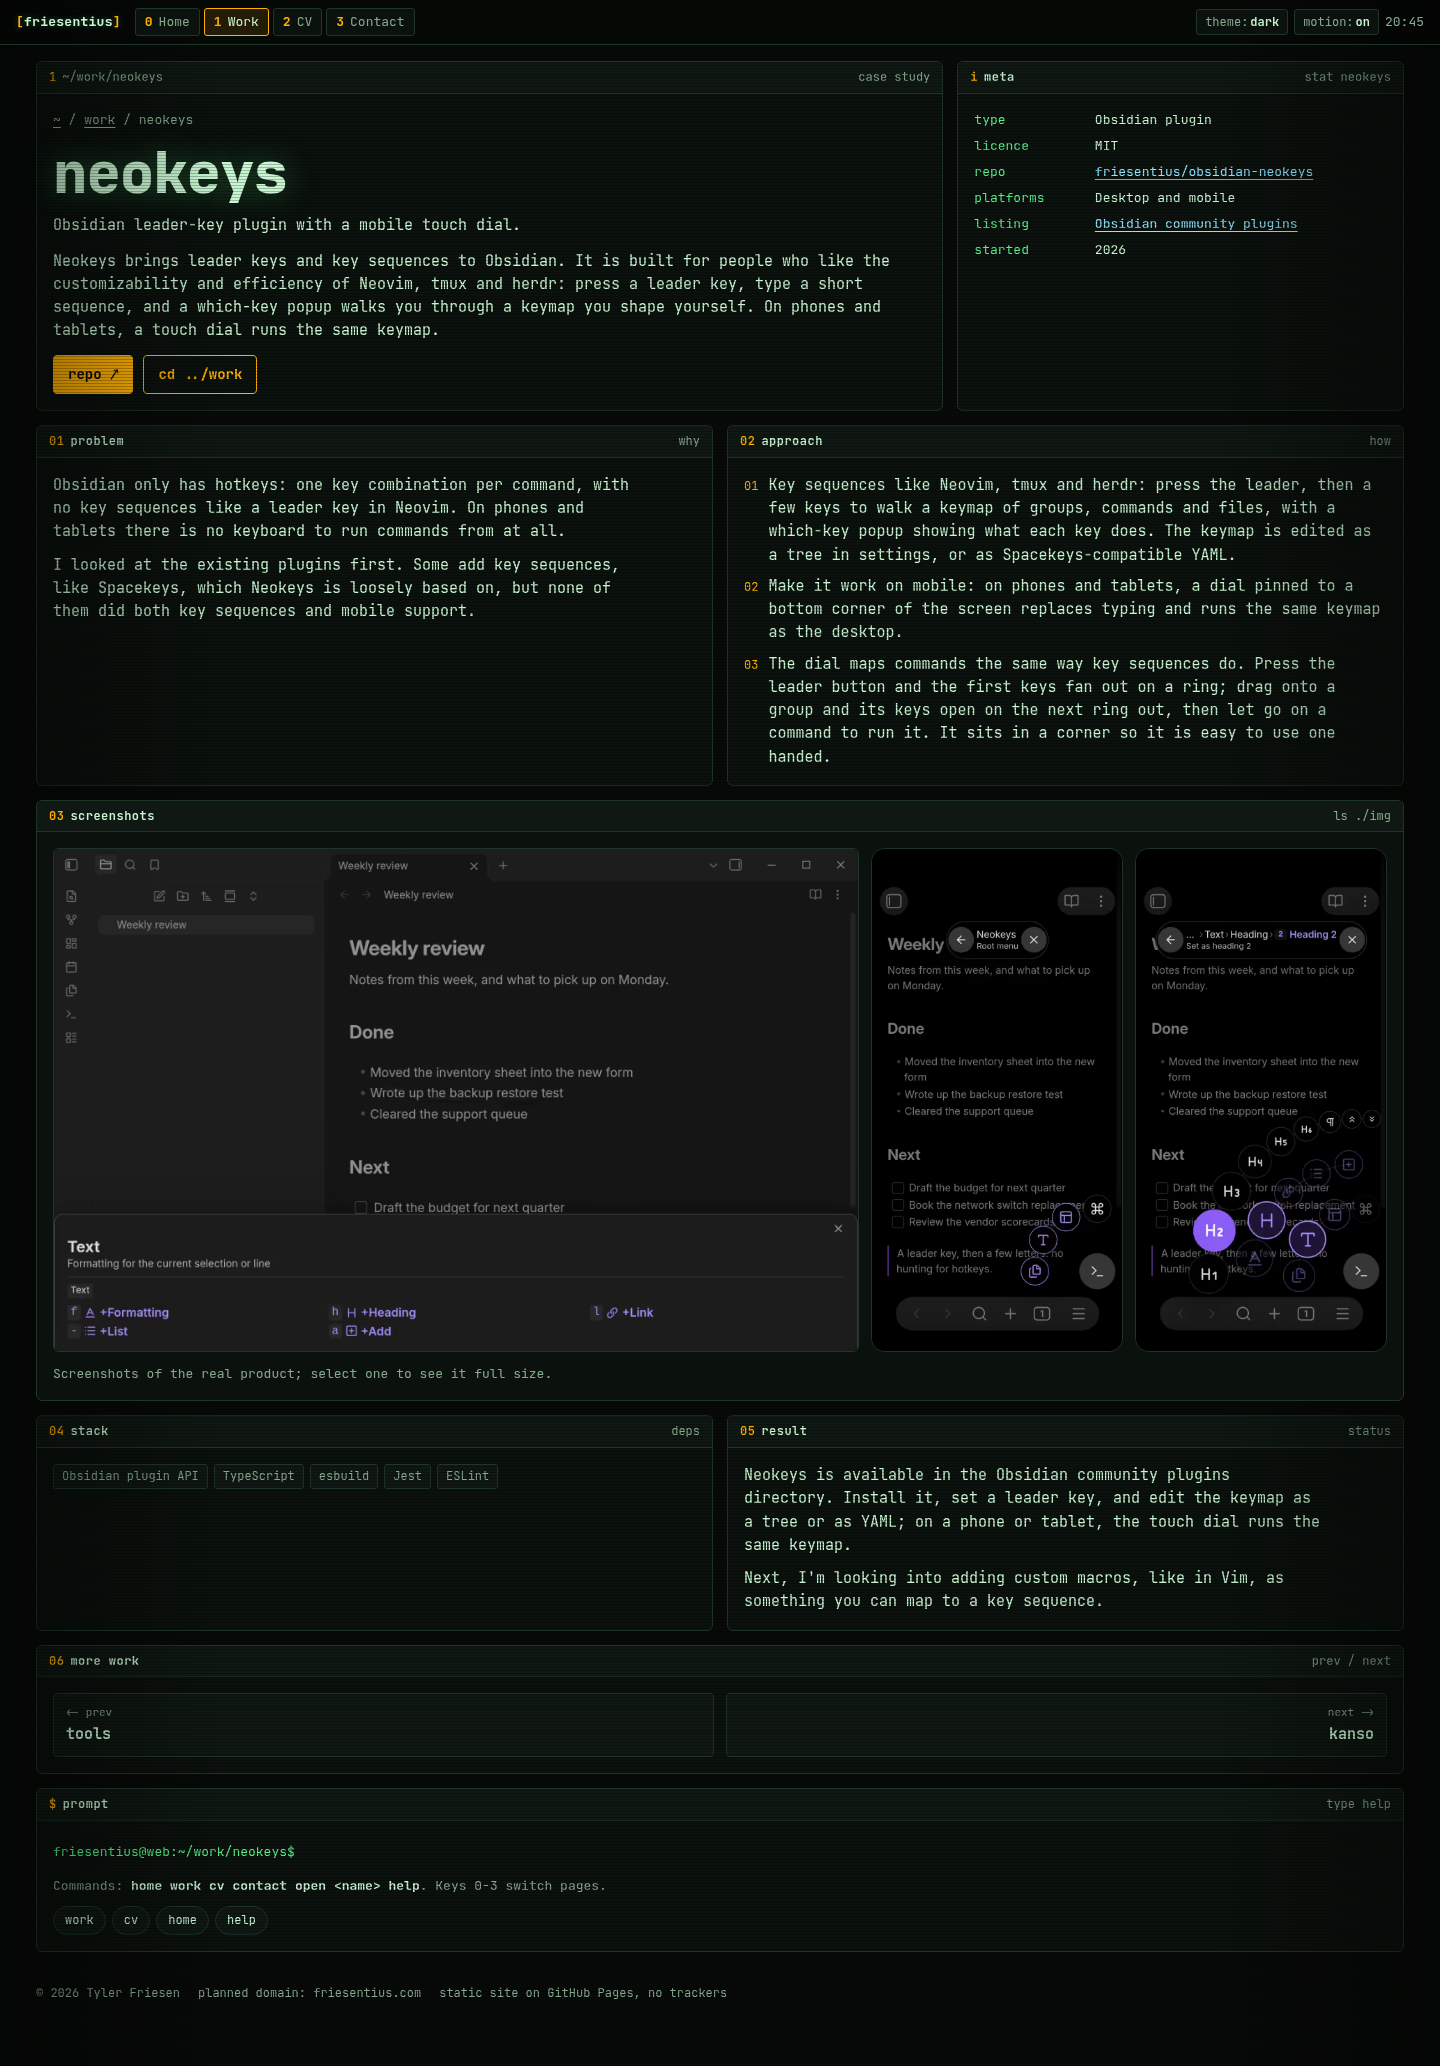 [friesentius] 0 Home 1 Work 2 CV 3 Contact theme:dark motion:on 20:45
1 ~/work/neokeys case study
~ / work / neokeys
neokeys
Obsidian leader-key plugin with a mobile touch dial.
Neokeys brings leader keys and key sequences to Obsidian. It is built for people who like the
customizability and efficiency of Neovim, tmux and herdr: press a leader key, type a short
sequence, and a which-key popup walks you through a keymap you shape yourself. On phones and
tablets, a touch dial runs the same keymap.
repo ↗ cd ../work
i meta stat neokeys
type Obsidian plugin
licence MIT
repo friesentius/obsidian-neokeys
platforms Desktop and mobile
listing Obsidian community plugins
started 2026
01 problem why
Obsidian only has hotkeys: one key combination per command, with
no key sequences like a leader key in Neovim. On phones and
tablets there is no keyboard to run commands from at all.
I looked at the existing plugins first. Some add key sequences,
like Spacekeys, which Neokeys is loosely based on, but none of
them did both key sequences and mobile support.
02 approach how
01 Key sequences like Neovim, tmux and herdr: press the leader, then a
few keys to walk a keymap of groups, commands and files, with a
which-key popup showing what each key does. The keymap is edited as
a tree in settings, or as Spacekeys-compatible YAML.
02 Make it work on mobile: on phones and tablets, a dial pinned to a
bottom corner of the screen replaces typing and runs the same keymap
as the desktop.
03 The dial maps commands the same way key sequences do. Press the
leader button and the first keys fan out on a ring; drag onto a
group and its keys open on the next ring out, then let go on a
command to run it. It sits in a corner so it is easy to use one
handed.
03 screenshots ls ./img
Weekly review
Weekly review
Weekly review
Weekly review
Notes from this week, and what to pick up on Monday.
Done
• Moved the inventory sheet into the new form
• Wrote up the backup restore test
• Cleared the support queue
Next
Draft the budget for next quarter
Text
Formatting for the current selection or line
Text
f +Formatting h +Heading l +Link
- +List a +Add
Neokeys
Root menu
Weekly
Notes from this week, and what to pick up
on Monday.
Done
• Moved the inventory sheet into the new
form
• Wrote up the backup restore test
• Cleared the support queue
Next
Draft the budget for next quarter
Book the network switch replacement
Review the vendor scorecards
A leader key, then a few letters, no
hunting for hotkeys.
1
... › Text › Heading › 2 Heading 2
Set as heading 2
Notes from this week, and what to pick up
on Monday.
Done
• Moved the inventory sheet into the new
form
• Wrote up the backup restore test
• Cleared the support queue
Next
H1 H2 H3 H4 H5 H6
H T A
A leader key, then a few letters, no
1
Screenshots of the real product; select one to see it full size.
04 stack deps
Obsidian plugin API TypeScript esbuild Jest ESLint
05 result status
Neokeys is available in the Obsidian community plugins
directory. Install it, set a leader key, and edit the keymap as
a tree or as YAML; on a phone or tablet, the touch dial runs the
same keymap.
Next, I'm looking into adding custom macros, like in Vim, as
something you can map to a key sequence.
06 more work prev / next
← prev
tools
next →
kanso
$ prompt type help
friesentius@web:~/work/neokeys$
Commands: home work cv contact open <name> help. Keys 0-3 switch pages.
work cv home help
© 2026 Tyler Friesen planned domain: friesentius.com static site on GitHub Pages, no trackers